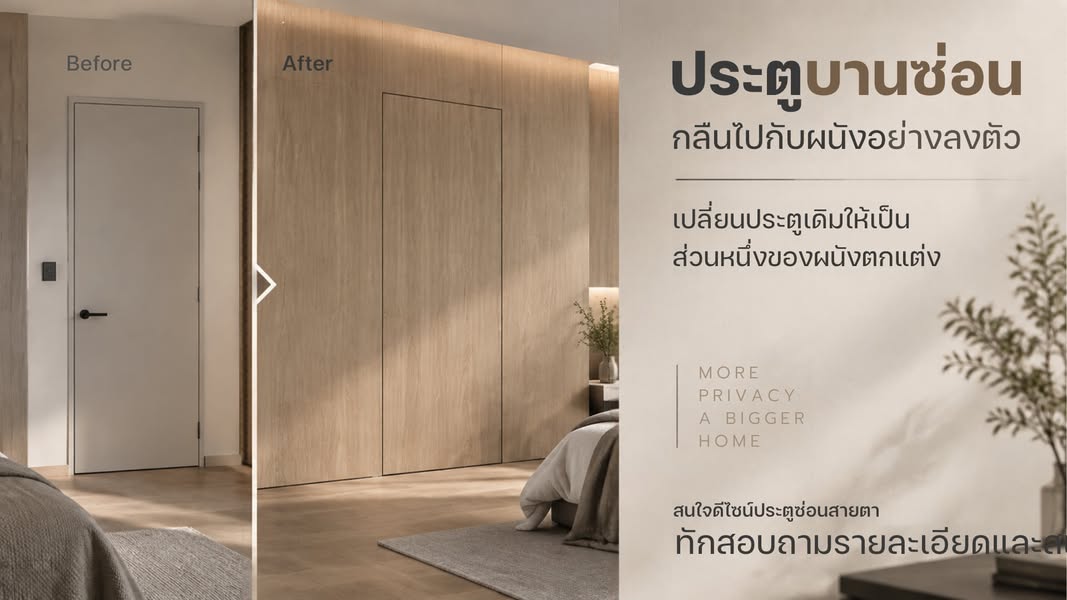 Before
After
ประตูบานซ่อน
กลืนไปกับผนังอย่างลงตัว
เปลี่ยนประตูเดิมให้เป็น
ส่วนหนึ่งของผนังตกแต่ง
MORE
PRIVACY
A BIGGER
HOME
สนใจดีไซน์ประตูซ่อนสายตา
ทักสอบถามรายละเอียดและ